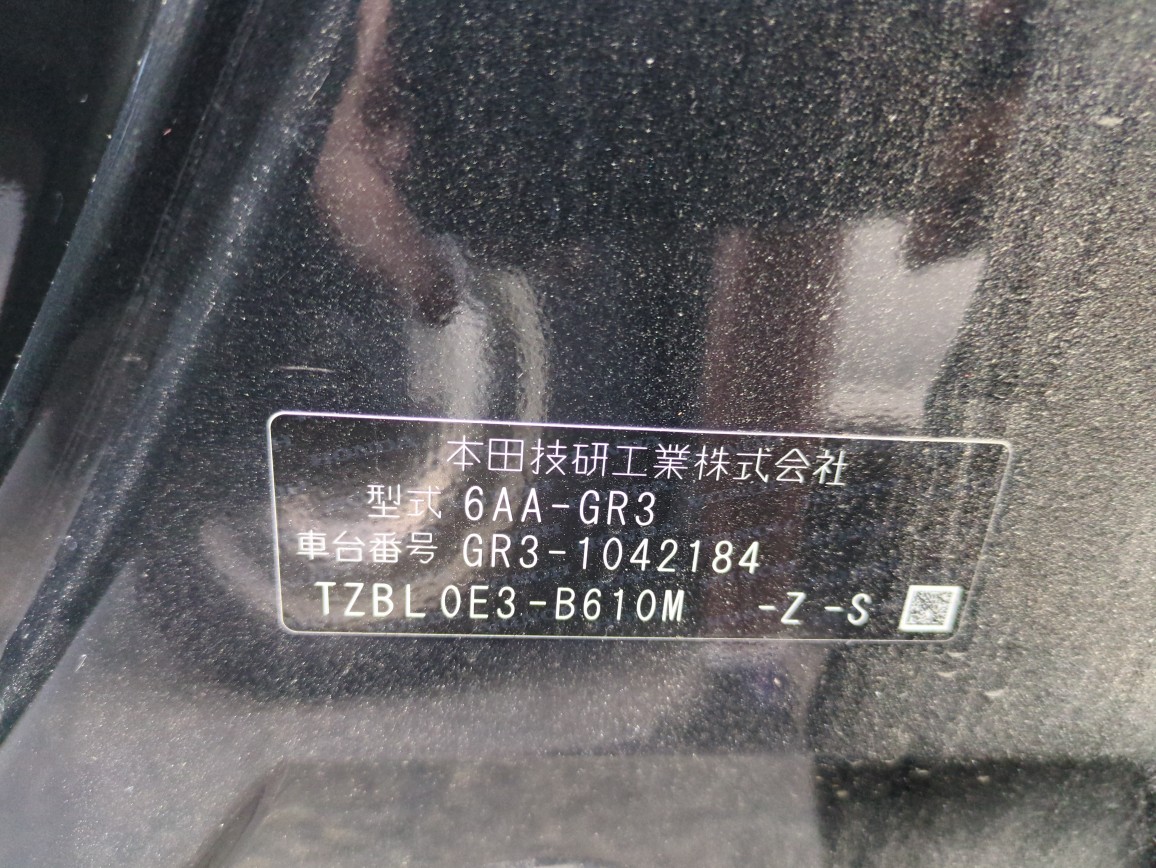 本田技研工業株式会社
型式 6AA-GR3
車台番号 GR3-1042184
TZBL0E3-B610M -Z -S